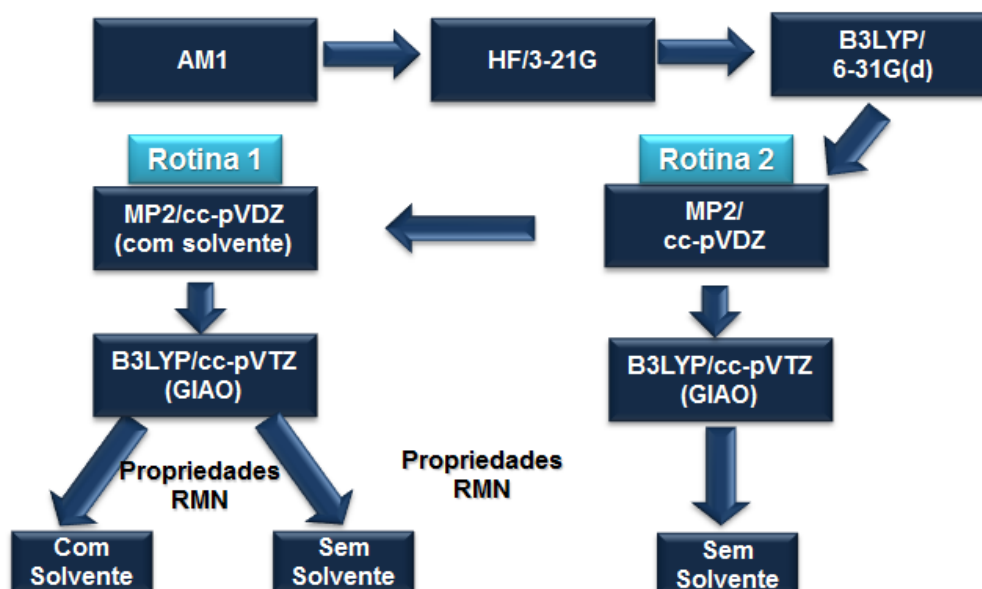 AM1
HF/3-21G
B3LYP/
6-31G(d)
Rotina 1
MP2/cc-pVDZ
(com solvente)
Rotina 2
MP2/
cc-pVDZ
B3LYP/cc-pVTZ
(GIAO)
B3LYP/cc-pVTZ
(GIAO)
Propriedades
RMN
Propriedades
RMN
Com
Solvente
Sem
Solvente
Sem
Solvente